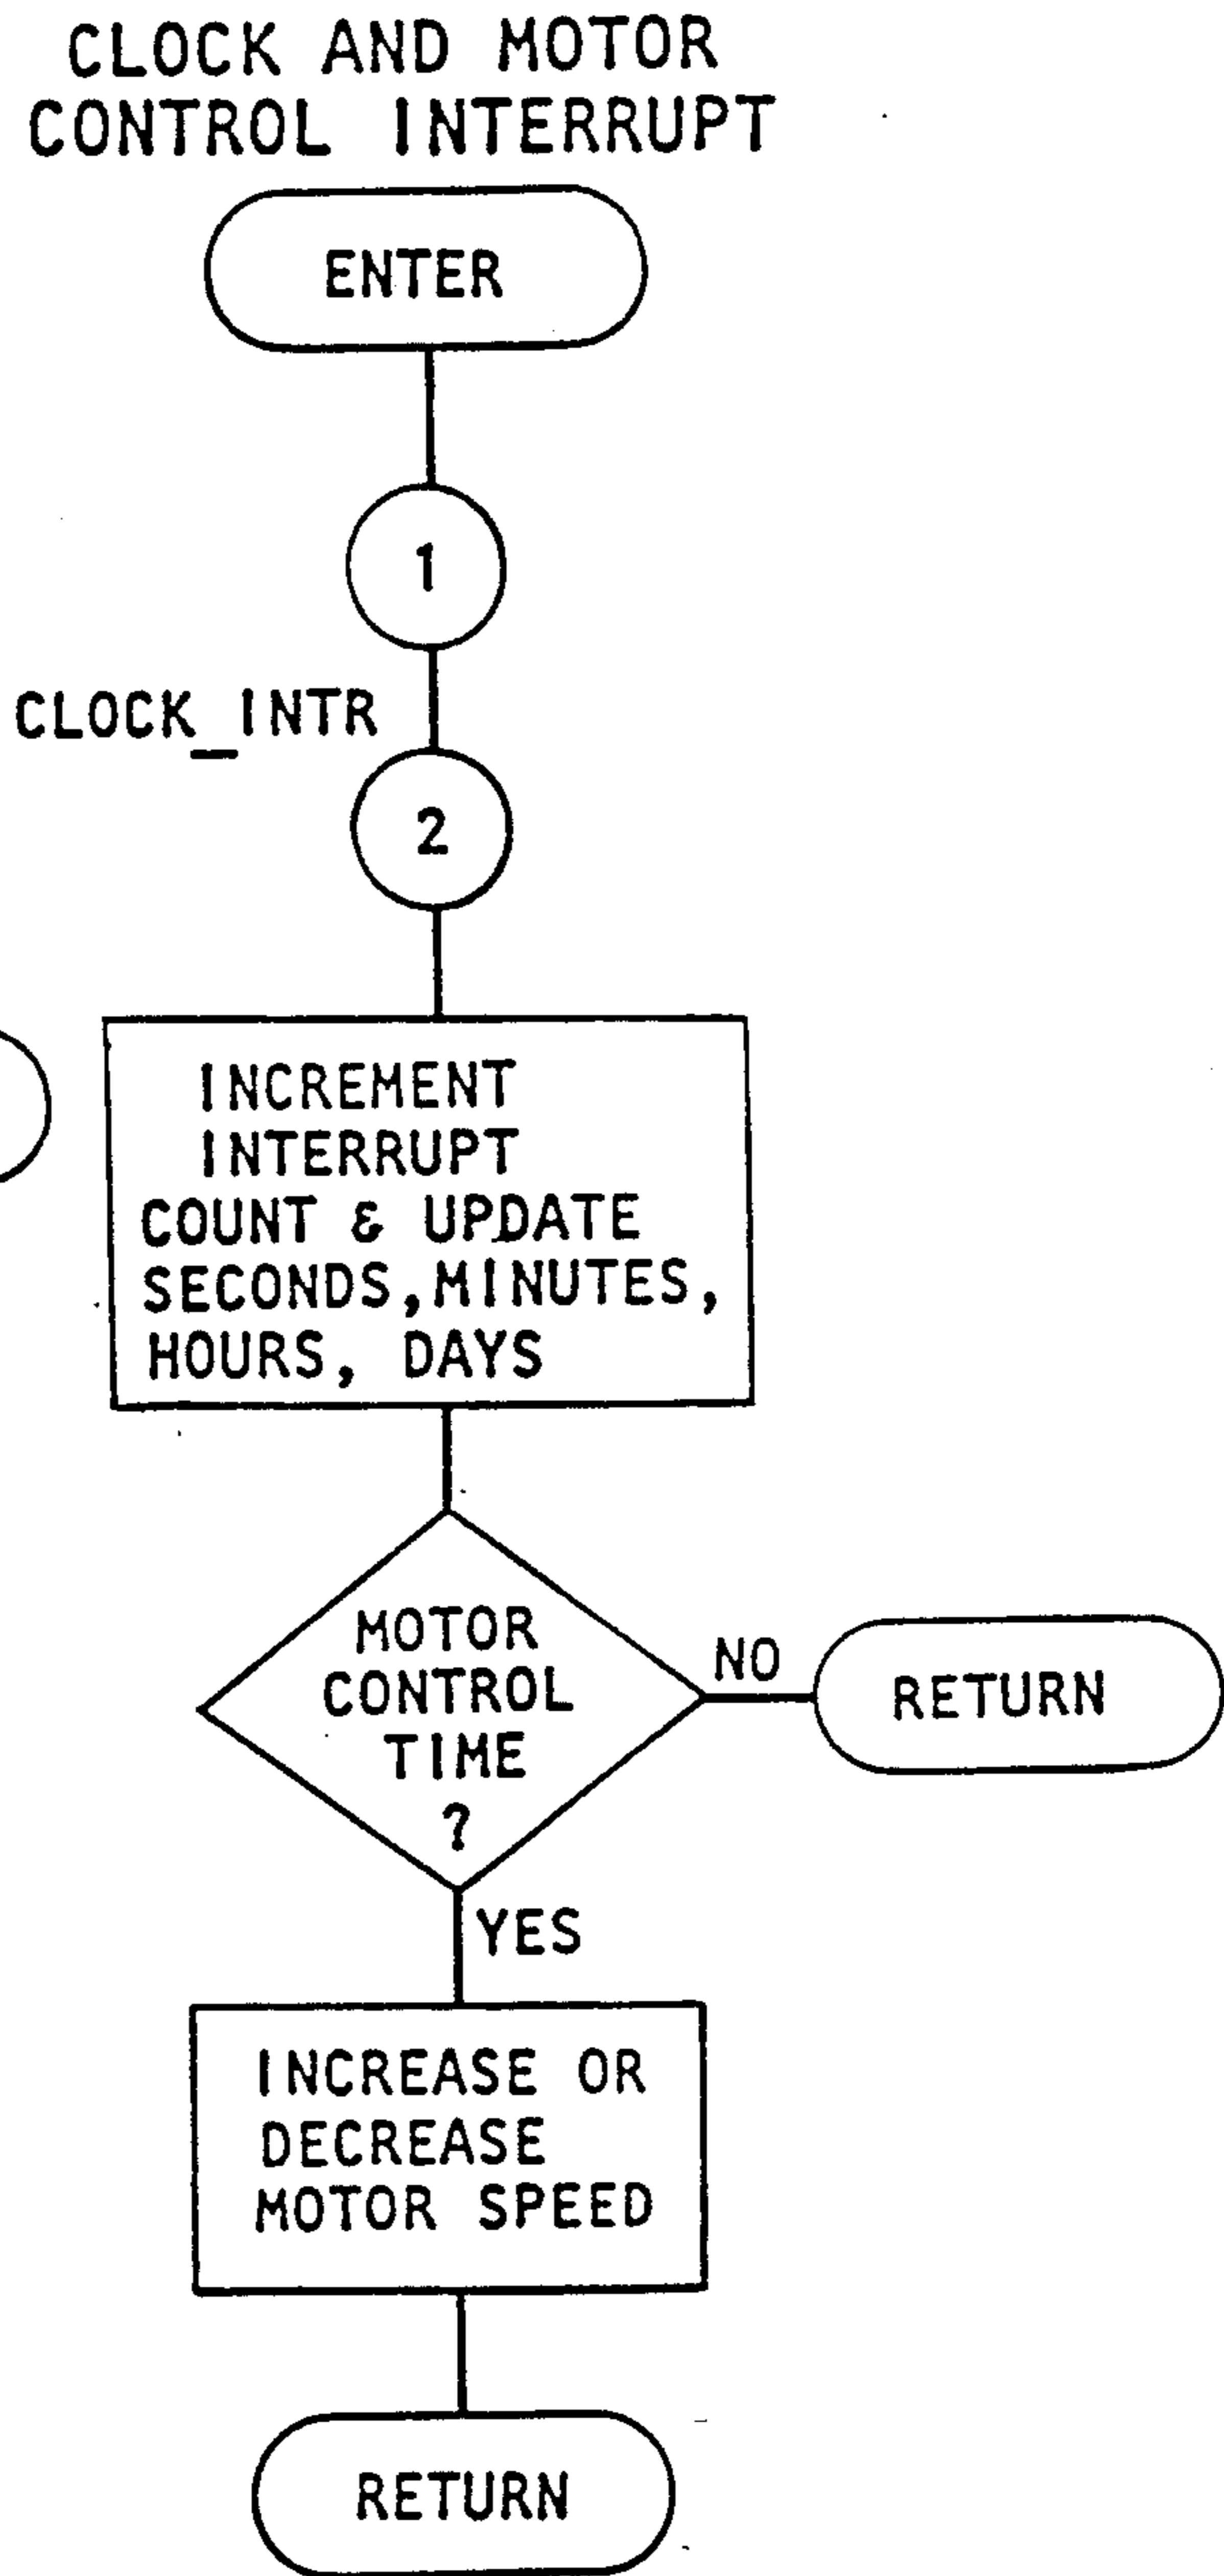 CLOCK AND MOTOR
CONTROL INTERRUPT
ENTER
1
CLOCK_INTR
2
INCREMENT
INTERRUPT
COUNT & UPDATE
SECONDS, MINUTES,
HOURS, DAYS
MOTOR
CONTROL
TIME
?
NO
RETURN
YES
INCREASE OR
DECREASE
MOTOR SPEED
RETURN